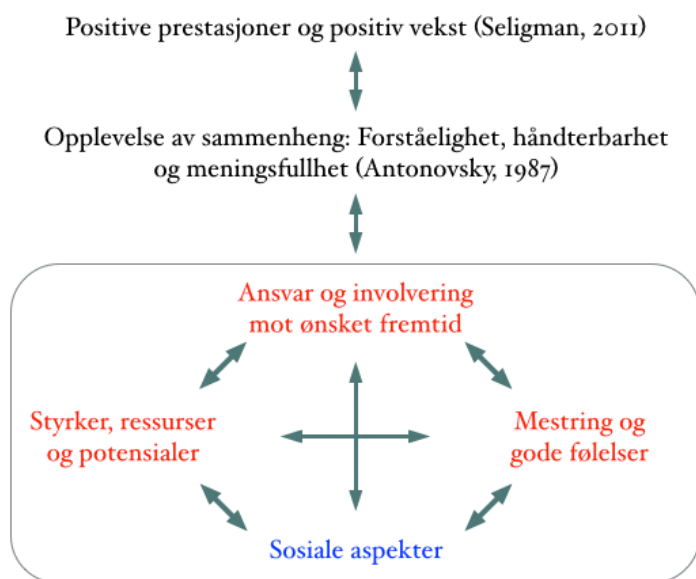 Positive prestasjoner og positiv vekst (Seligman, 2011)
Opplevelse av sammenheng: Forståelighet, håndterbarhet
og meningsfullhet (Antonovsky, 1987)
Ansvar og involvering
mot ønsket fremtid
Styrker, ressurser
og potensialer
Mestring og
gode følelser
Sosiale aspekter